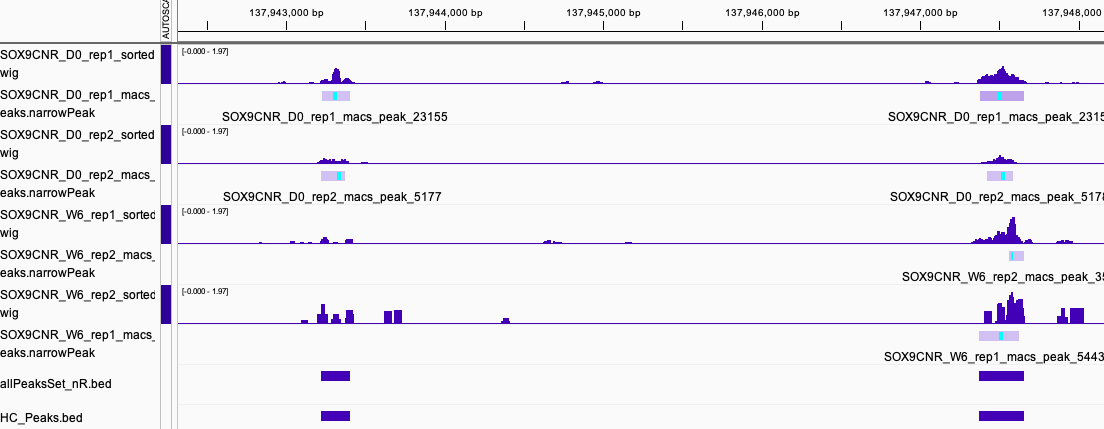 AUTOSCA
137,943,000 bp 137,944,000 bp 137,945,000 bp 137,946,000 bp 137,947,000 bp 137,948,000
SOX9CNR_D0_rep1_sorted
wig
[-0.000 - 1.97]
SOX9CNR_D0_rep1_macs_
eaks.narrowPeak
SOX9CNR_D0_rep1_macs_peak_23155 SOX9CNR_D0_rep1_macs_peak_2315
SOX9CNR_D0_rep2_sorted
wig
[-0.000 - 1.97]
SOX9CNR_D0_rep2_macs_
eaks.narrowPeak
SOX9CNR_D0_rep2_macs_peak_5177 SOX9CNR_D0_rep2_macs_peak_5178
SOX9CNR_W6_rep1_sorted
wig
[-0.000 - 1.97]
SOX9CNR_W6_rep2_macs_
eaks.narrowPeak
SOX9CNR_W6_rep2_macs_peak_35
SOX9CNR_W6_rep2_sorted
wig
[-0.000 - 1.97]
SOX9CNR_W6_rep1_macs_
eaks.narrowPeak
SOX9CNR_W6_rep1_macs_peak_5443
allPeaksSet_nR.bed
HC_Peaks.bed